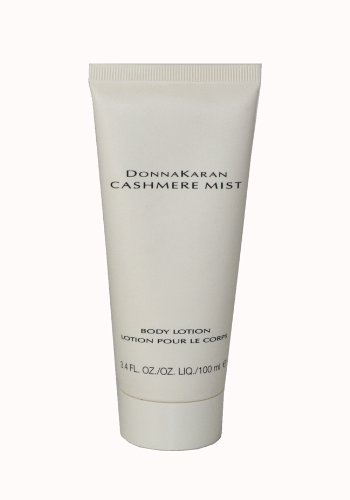 DONNAKARAN
CASHMERE MIST
BODY LOTION
LOTION POUR LE CORPS
3.4 FL. OZ./OZ. LIQ./100 ml e